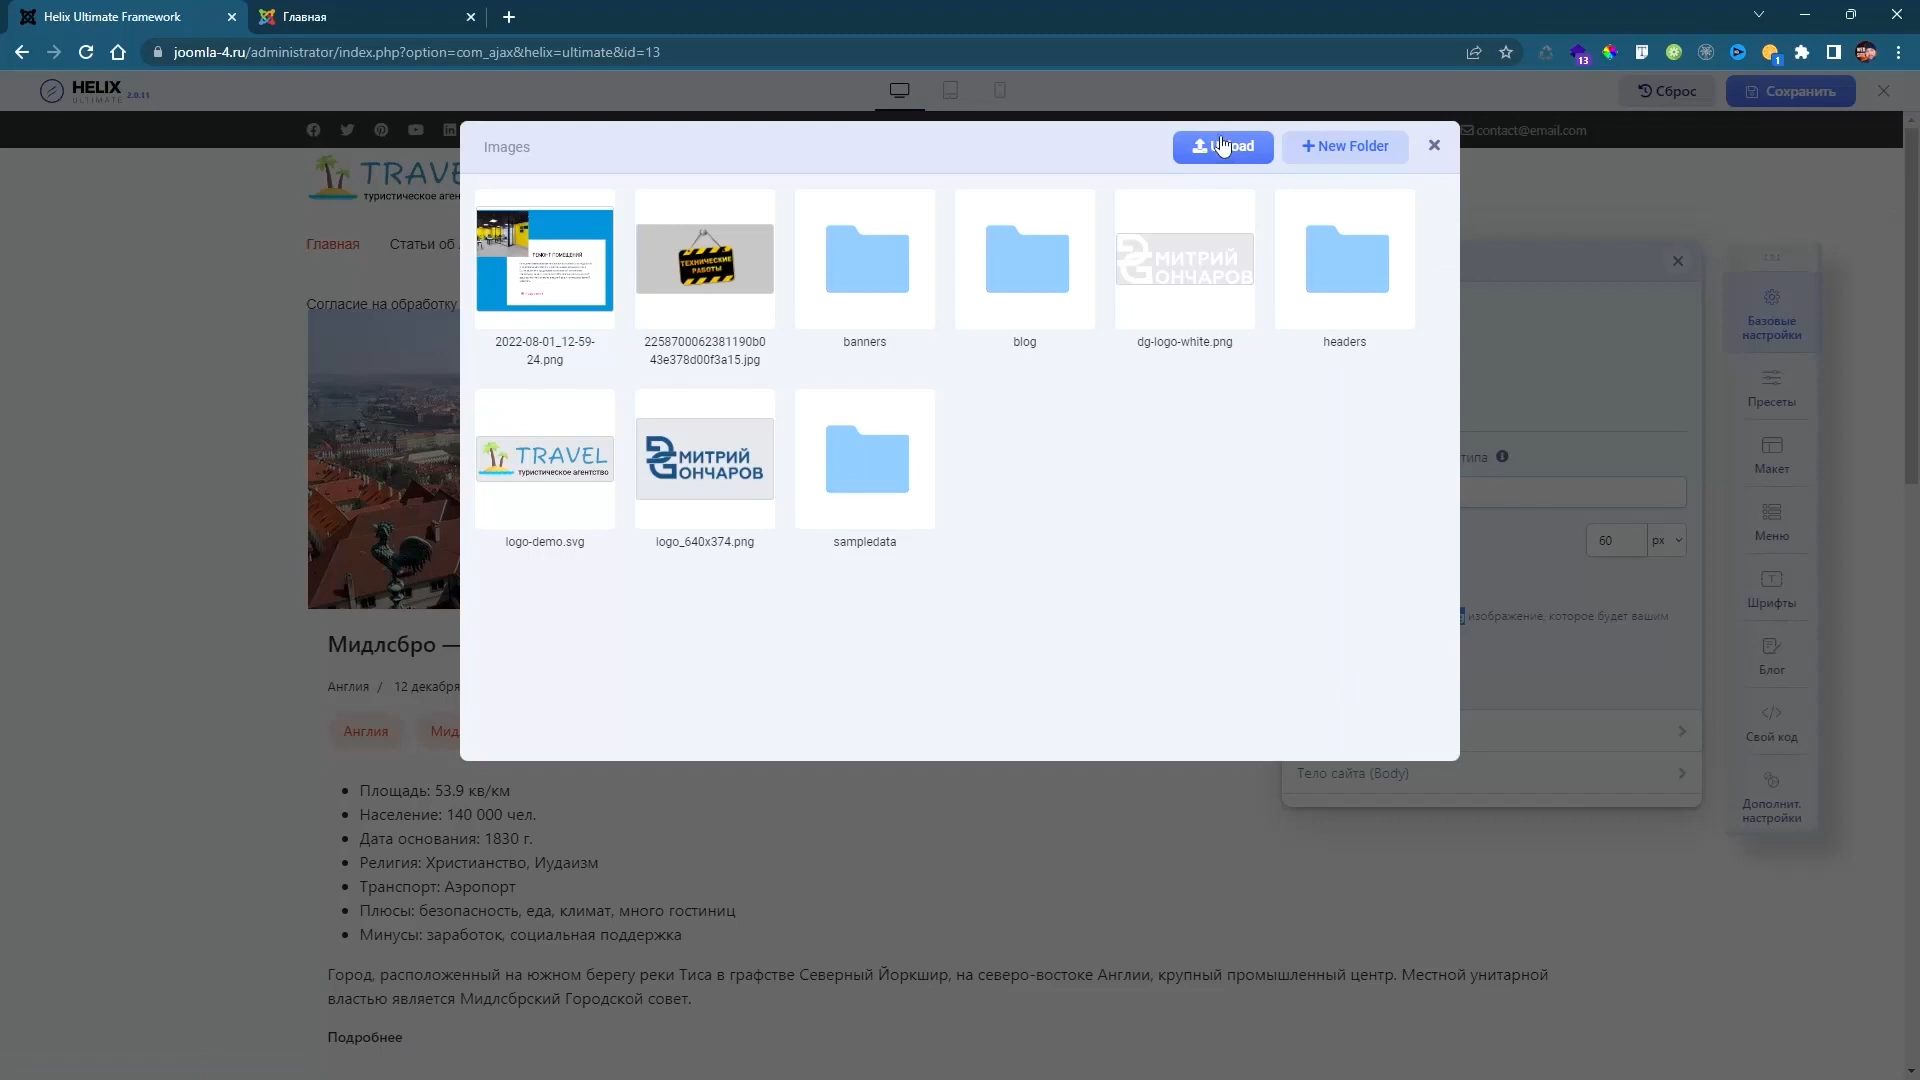 Helix Ultimate Framework
Главная
joomla-4.ru/administrator/index.php?option=com_ajax&helix=ultimate&id=13
13
1
HELIX
ULTIMATE 2.0.11
Сброс
Сохранить
contact@email.com
TRAVE
туристическое аген
Главная
Статьи об
Согласие на обработку
Images
New Folder
ТЕХНИЧЕСКИЕ
РАБОТЫ
МИТРИЙ
ОНЧАРОВ
2022-08-01_12-59-
24.png
2258700062381190b0
43e378d00f3a15.jpg
banners
blog
dg-logo-white.png
headers
TRAVEL
туристическое агентство
МИТРИЙ
ОНЧАРОВ
logo-demo.svg
logo_640x374.png
sampledata
типа
60
px
изображение, которое будет вашим
Тело сайта (Body)
Базовые
настройки
Пресеты
Макет
Меню
Шрифты
Блог
Свой код
Дополнит.
настройки
Мидлсбро —
Англия / 12 декабря
Англия
Мид
Площадь: 53.9 кв/км
Население: 140 000 чел.
Дата основания: 1830 г.
Религия: Христианство, Иудаизм
Транспорт: Аэропорт
Плюсы: безопасность, еда, климат, много гостиниц
Минусы: заработок, социальная поддержка
Город, расположенный на южном берегу реки Тиса в графстве Северный Йоркшир, на северо-востоке Англии, крупный промышленный центр. Местной унитарной
властью является Мидлсбрский Городской совет.
Подробнее